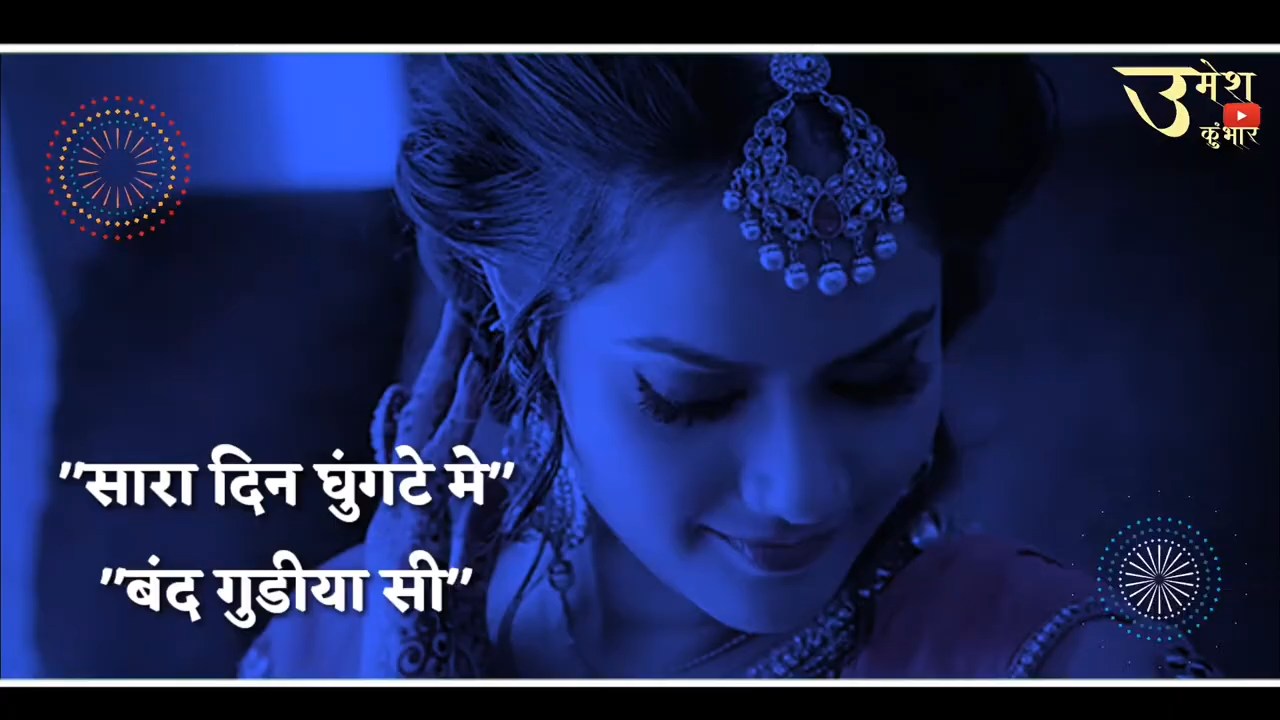 उमेश
कुंभार
"सारा दिन घुंगटे मे"
"बंद गुडीया सी"